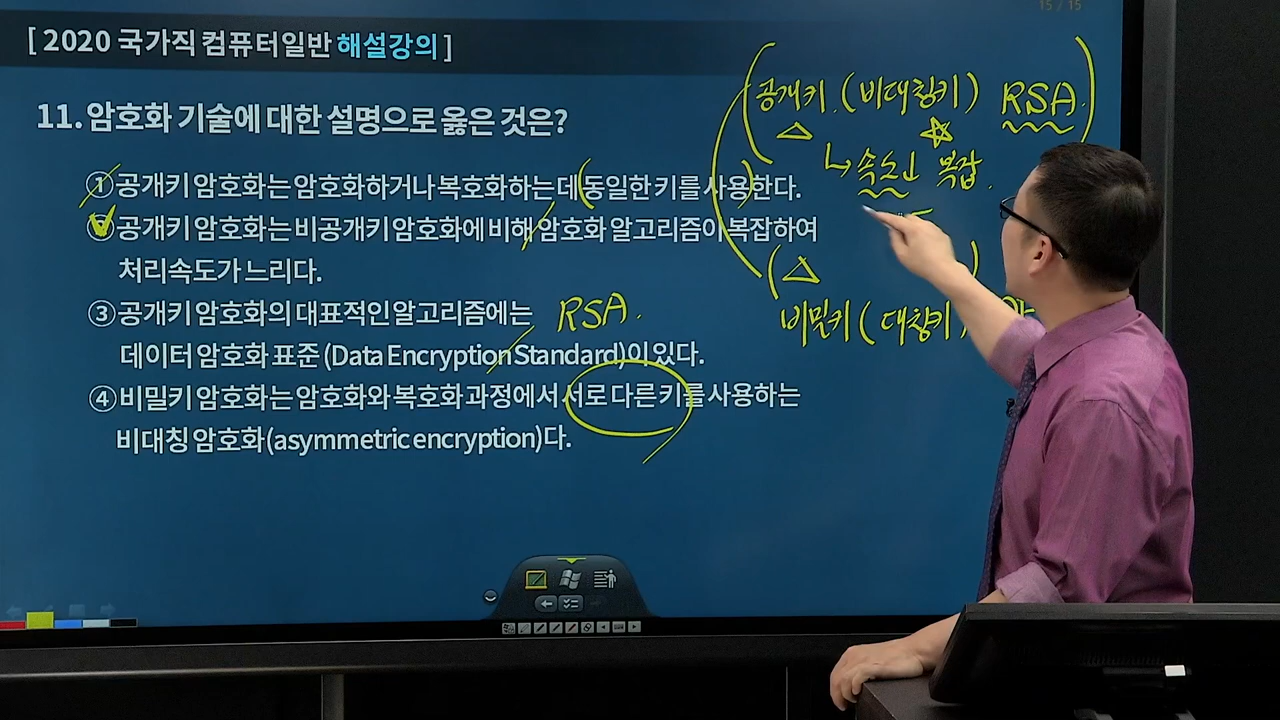 15 / 15
[ 2020 국가직 컴퓨터일반 해설강의 ]
11. 암호화 기술에 대한 설명으로 옳은 것은?
① 공개키 암호화는 암호화하거나 복호화하는 데 동일한 키를 사용한다.
② 공개키 암호화는 비공개키 암호화에 비해 암호화 알고리즘이 복잡하여
처리속도가 느리다.
③ 공개키 암호화의 대표적인 알고리즘에는
데이터 암호화 표준 (Data Encryption Standard)이 있다.
④ 비밀키 암호화는 암호화와 복호화 과정에서 서로 다른 키를 사용하는
비대칭 암호화(asymmetric encryption)다.
RSA.
공개키. (비대칭키) RSA.
복잡.
비밀키 (대칭키)